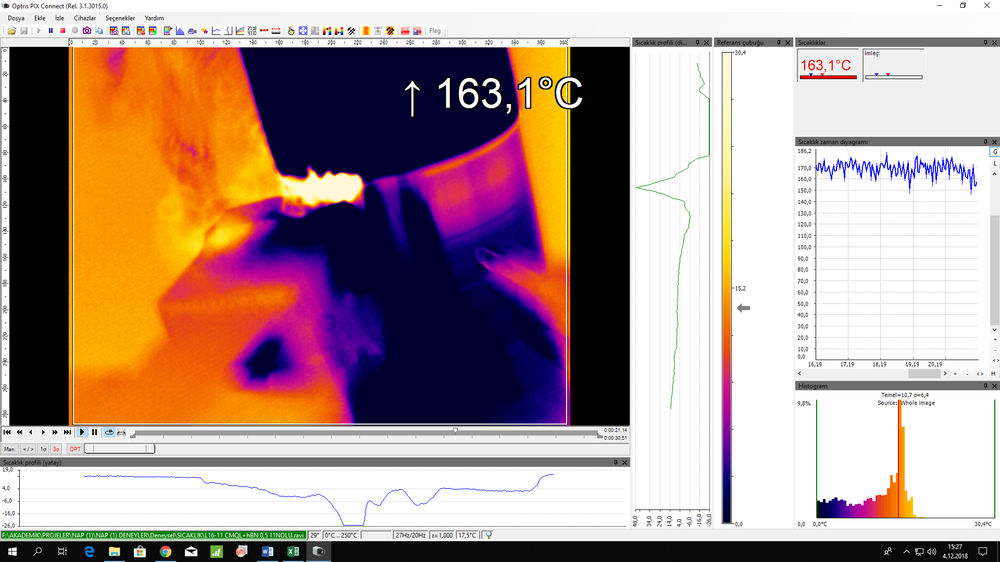 Optris PIX Connect (Rel. 3.1.3015.0)
Dosya Ekle İzle Cihazlar Seçenekler Yardım
Flag
0 20 40 60 80 100 120 140 160 180 200 220 240 260 280 300 320 340 360 380
0 20 40 60 80 100 120 140 160 180 200 220 240 260 280
↑ 163,1°C
0:00:21,14
0:00:30,51
Man. < / > 1σ 3σ OPT
Sıcaklık profili (yatay)
19,0
4,0
-6,0
-16,0
-26,0
Sıcaklık profili (di...
48,0 34,0 24,0 14,0 4,0 -6,0 -16,0 -26,0
Referans çubuğu
30,4
15,2
0,0
Sıcaklıklar
163,1°C
İmleç:
Sıcaklık zaman diyagramı
186,2
170,0
160,0
150,0
140,0
130,0
120,0
110,0
100,0
90,0
80,0
70,0
60,0
50,0
40,0
30,0
20,0
10,0
0,0
16,19 17,19 18,19 19,19 20,19
G
L
+
-
<>
+ - <> H
Histogram
Temel=10,7 σ=6,4
Source: Whole image
9,8%
0,0 0,0°C 30,4°C
F:\AKADEMİK\PROJELER\NAP (1)\NAP (1) DENEYLER\Deneysel\SICAKLIK\L16-11 CMQL+hBN 0,5 11NOLU.ravi 29° 0°C .. 250°C 27Hz/20Hz ε=1,000 17,5°C
15:27
4.12.2018